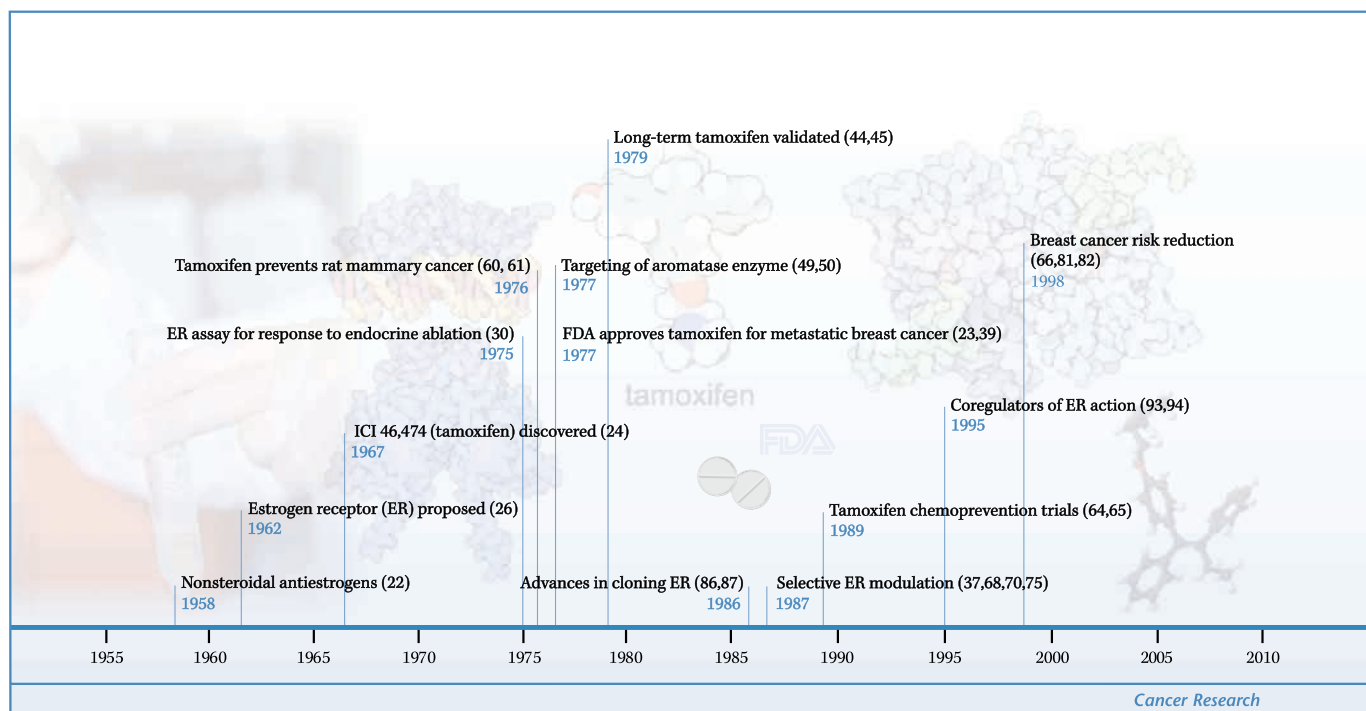 Long-term tamoxifen validated (44,45)
1979
Breast cancer risk reduction
(66,81,82)
1998
Tamoxifen prevents rat mammary cancer (60, 61)
1976
Targeting of aromatase enzyme (49,50)
1977
ER assay for response to endocrine ablation (30)
1975
FDA approves tamoxifen for metastatic breast cancer (23,39)
1977
tamoxifen
Coregulators of ER action (93,94)
1995
ICI 46,474 (tamoxifen) discovered (24)
1967
FDA
Estrogen receptor (ER) proposed (26)
1962
Tamoxifen chemoprevention trials (64,65)
1989
Nonsteroidal antiestrogens (22)
1958
Advances in cloning ER (86,87)
1986
Selective ER modulation (37,68,70,75)
1987
1955 1960 1965 1970 1975 1980 1985 1990 1995 2000 2005 2010
Cancer Research